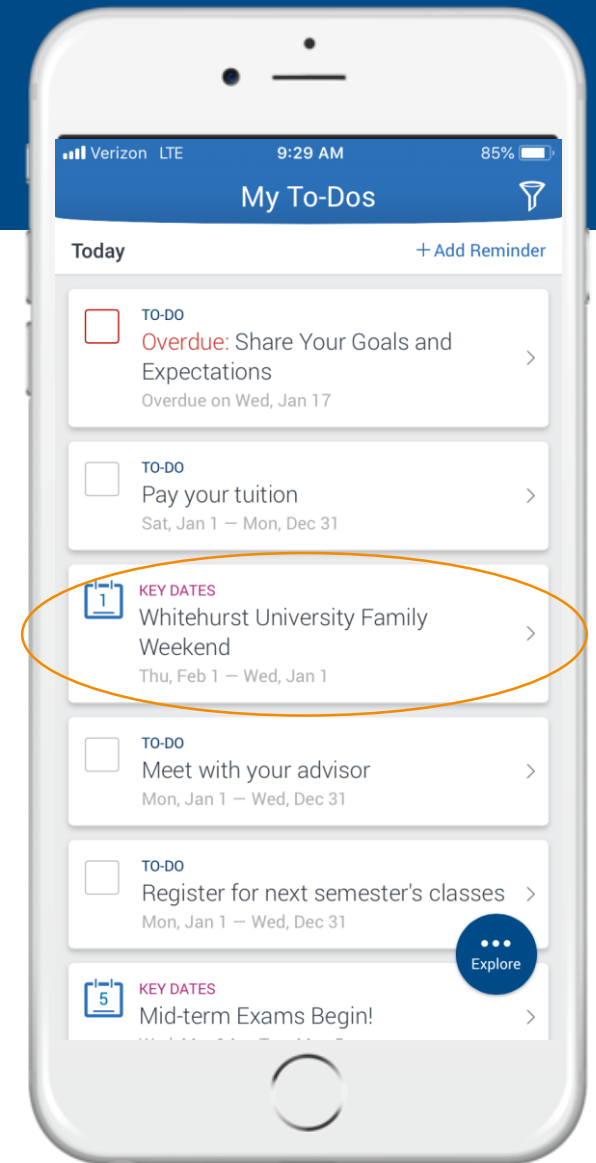 Verizon LTE 9:29 AM 85%
My To-Dos
Today + Add Reminder
TO-DO
Overdue: Share Your Goals and
Expectations
Overdue on Wed, Jan 17
TO-DO
Pay your tuition
Sat, Jan 1 — Mon, Dec 31
1
KEY DATES
Whitehurst University Family
Weekend
Thu, Feb 1 — Wed, Jan 1
TO-DO
Meet with your advisor
Mon, Jan 1 — Wed, Dec 31
TO-DO
Register for next semester's classes
Mon, Jan 1 — Wed, Dec 31
Explore
5
KEY DATES
Mid-term Exams Begin!